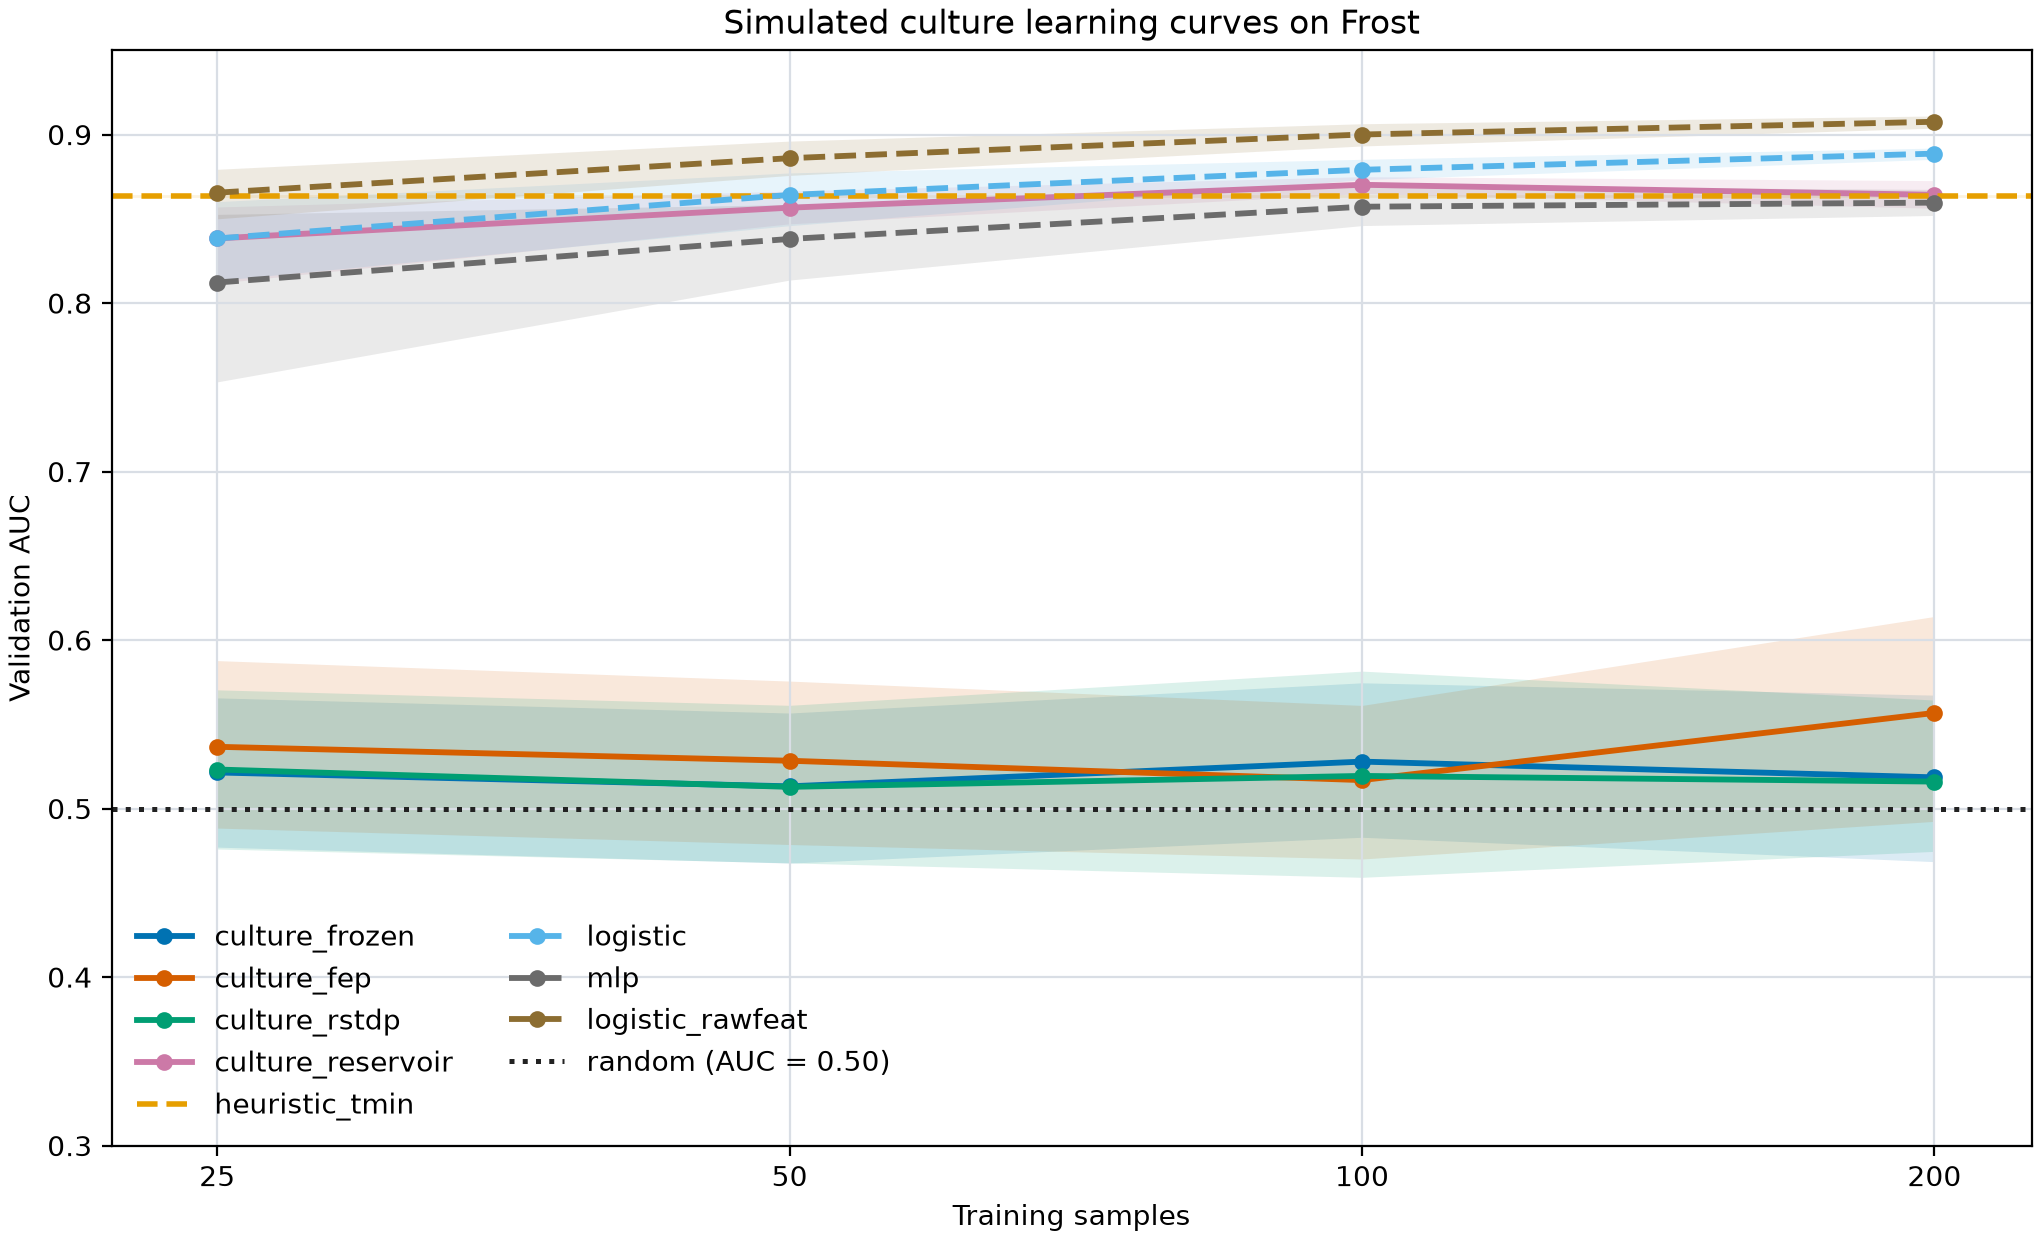 Simulated culture learning curves on Frost
Validation AUC
0.9
0.8
0.7
0.6
0.5
0.4
0.3
culture_frozen
culture_fep
culture_rstdp
culture_reservoir
heuristic_tmin
logistic
mlp
logistic_rawfeat
random (AUC = 0.50)
25 50 100 200
Training samples